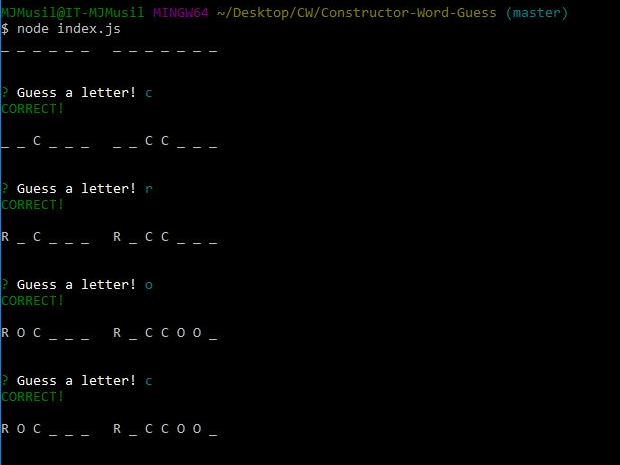 MJMusil@IT-MJMusil MINGW64 ~/Desktop/CW/Constructor-Word-Guess (master)
$ node index.js
_ _ _ _ _ _   _ _ _ _ _ _ _
? Guess a letter! c
CORRECT!
_ _ C _ _ _   _ _ C C _ _ _
? Guess a letter! r
CORRECT!
R _ C _ _ _   R _ C C _ _ _
? Guess a letter! o
CORRECT!
R O C _ _ _   R _ C C O O _
? Guess a letter! c
CORRECT!
R O C _ _ _   R _ C C O O _